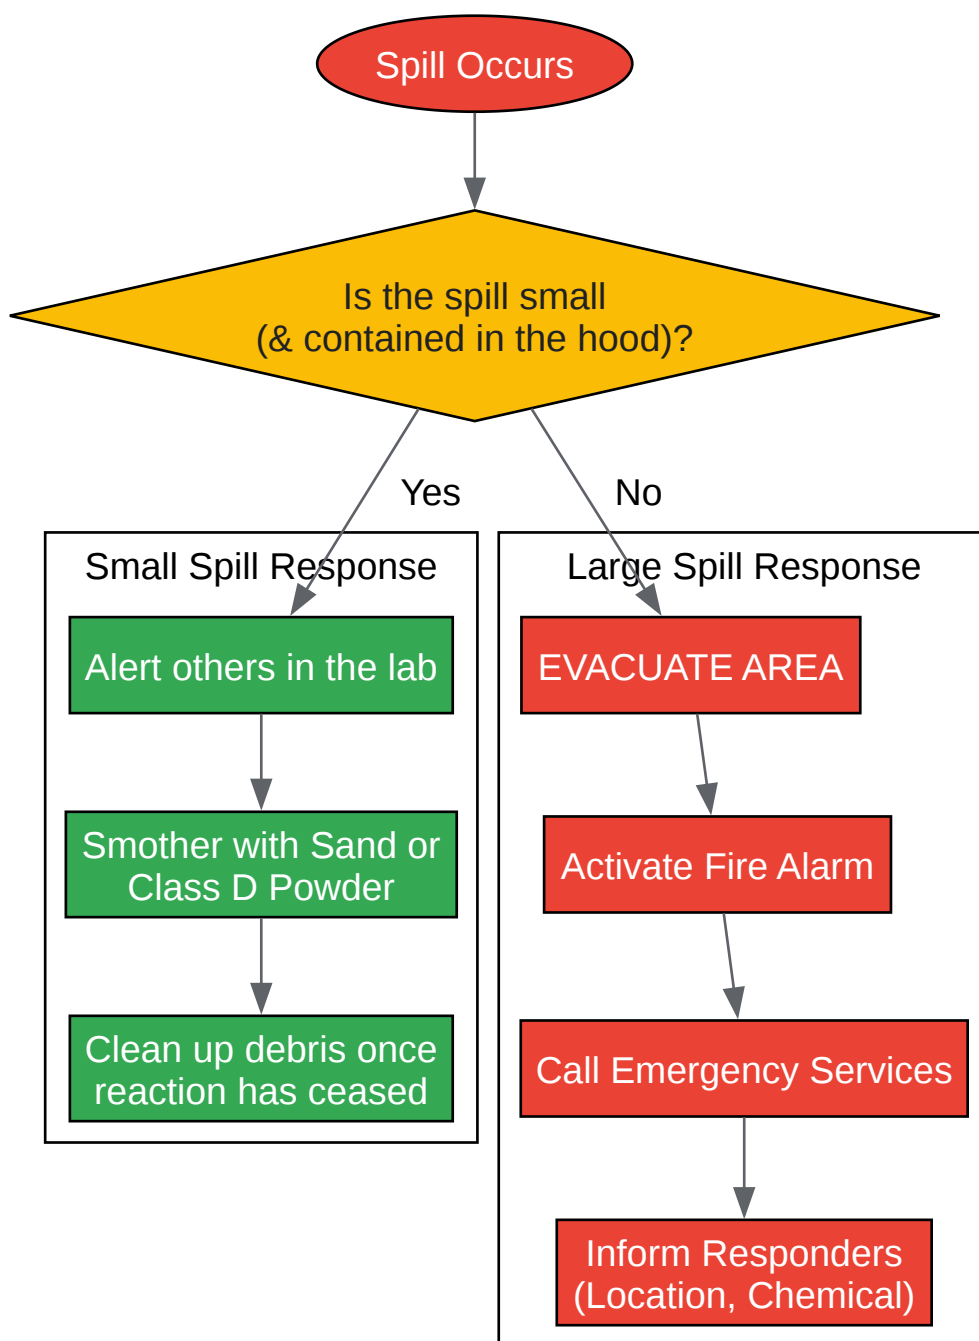 Spill Occurs
Is the spill small
(& contained in the hood)?
Yes
No
Small Spill Response
Alert others in the lab
Smother with Sand or
Class D Powder
Clean up debris once
reaction has ceased
Large Spill Response
EVACUATE AREA
Activate Fire Alarm
Call Emergency Services
Inform Responders
(Location, Chemical)